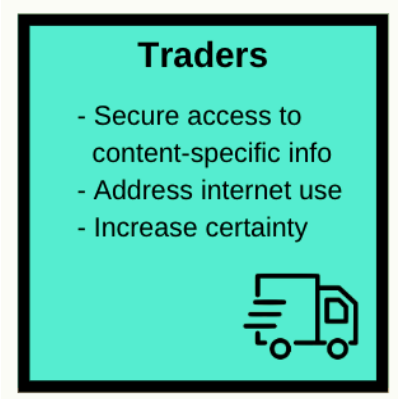 Traders
- Secure access to
content-specific info
- Address internet use
- Increase certainty